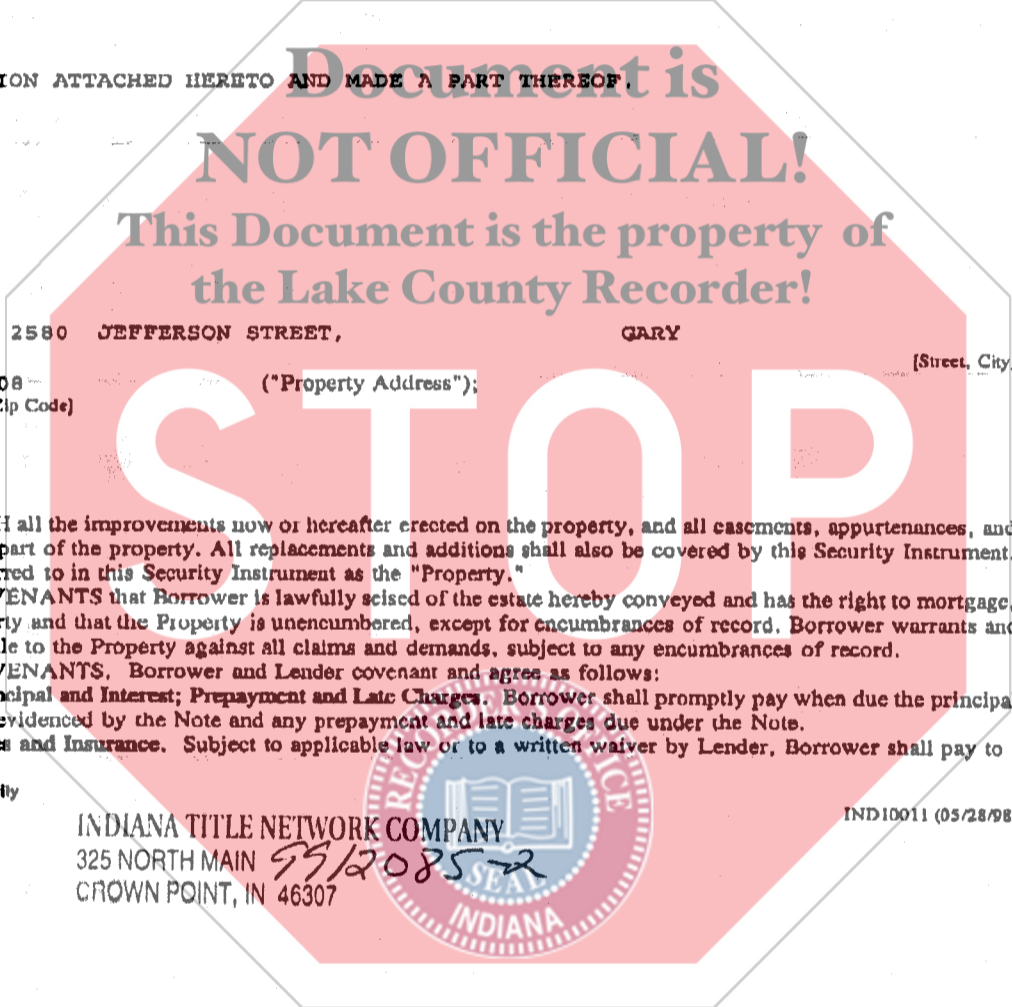 ION ATTACHED HERETO AND MADE A PART THEREOF.
Document is
NOT OFFICIAL!
This Document is the property of
the Lake County Recorder!
2580 JEFFERSON STREET, GARY
[Street, City,
08 ("Property Address");
Zip Code]
STOP!
H all the improvements now or hereafter erected on the property, and all easements, appurtenances, and
part of the property. All replacements and additions shall also be covered by this Security Instrument.
red to in this Security Instrument as the "Property."
VENANTS that Borrower is lawfully seised of the estate hereby conveyed and has the right to mortgage,
rty and that the Property is unencumbered, except for encumbrances of record. Borrower warrants and
le to the Property against all claims and demands, subject to any encumbrances of record.
VENANTS. Borrower and Lender covenant and agree as follows:
ncipal and Interest; Prepayment and Late Charges. Borrower shall promptly pay when due the principa
evidenced by the Note and any prepayment and late charges due under the Note.
s and Insurance. Subject to applicable law or to a written waiver by Lender, Borrower shall pay to
ily
IND10011 (05/28/98
INDIANA TITLE NETWORK COMPANY
325 NORTH MAIN 9912085-2
CROWN POINT, IN 46307
RECORDER'S OFFICE
SEAL
INDIANA